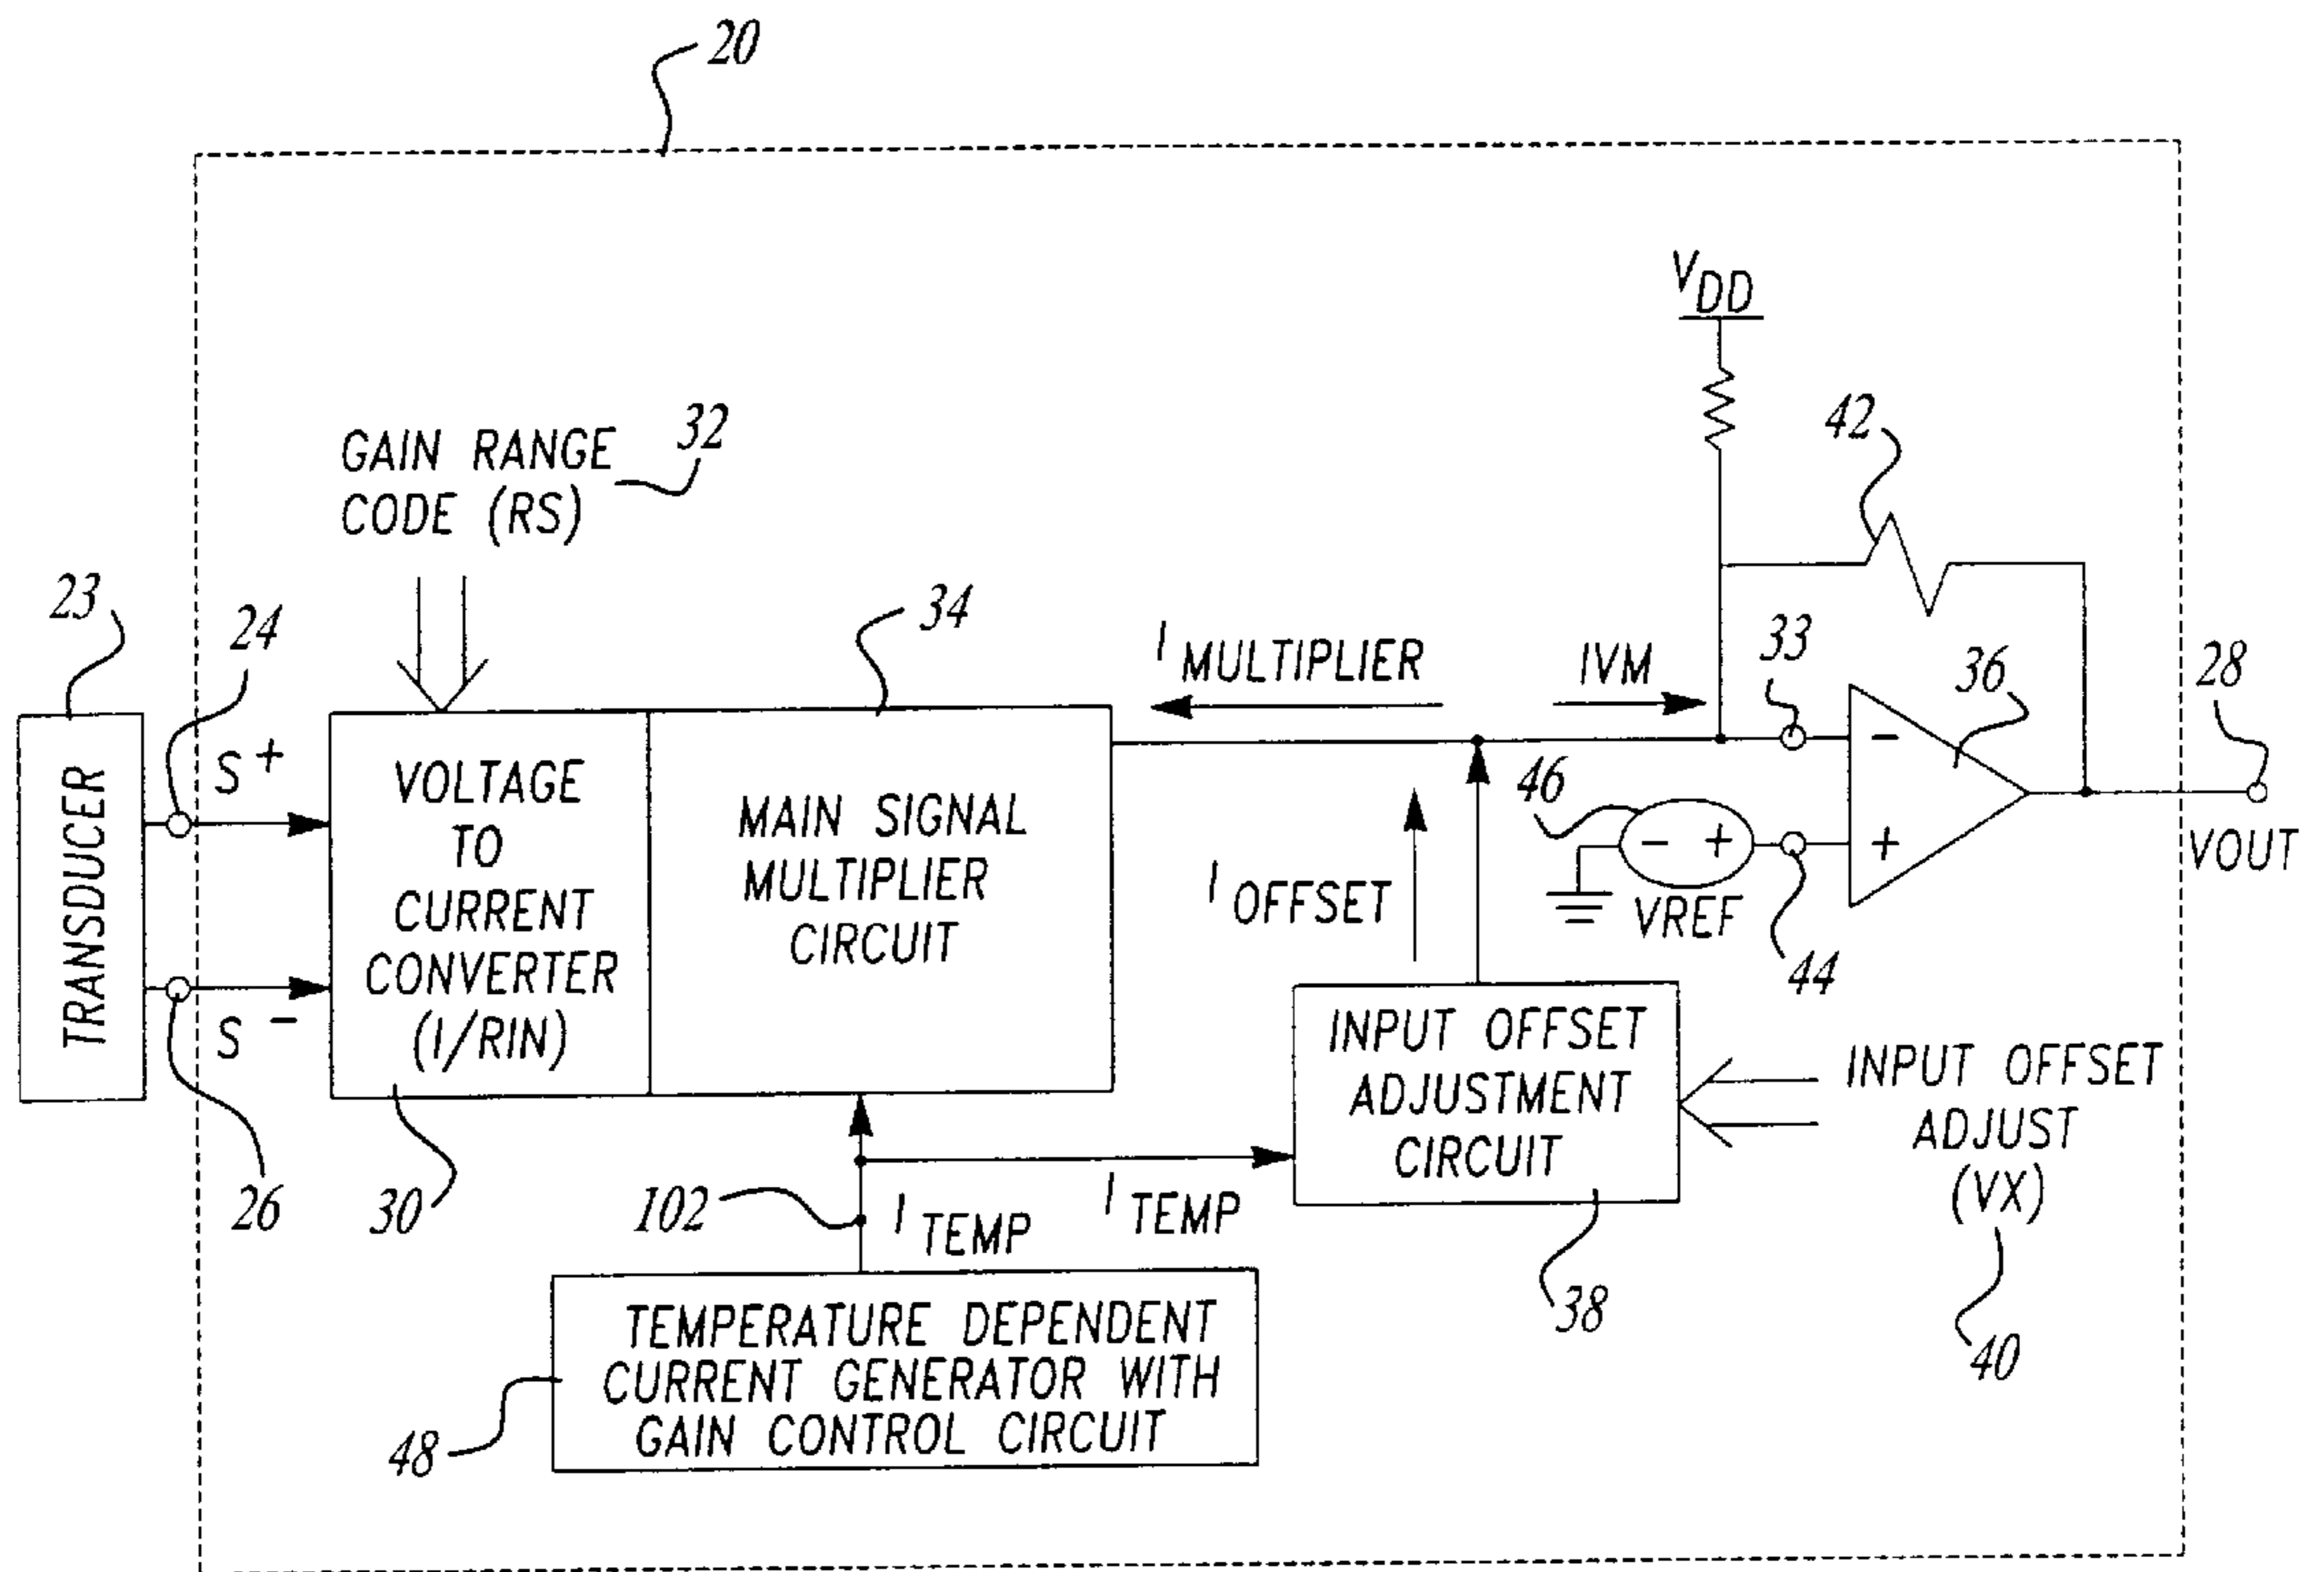 20
V DD
GAIN RANGE
CODE (RS)
32
42
23
24
34
I MULTIPLIER
IVM
33
36
28
S+
S-
TRANSDUCER
VOLTAGE
TO
CURRENT
CONVERTER
(I/RIN)
MAIN SIGNAL
MULTIPLIER
CIRCUIT
46
- +
VREF
-
+
44
VOUT
I OFFSET
INPUT OFFSET
ADJUSTMENT
CIRCUIT
INPUT OFFSET
ADJUST
(VX)
26
30
102
I TEMP
I TEMP
38
40
TEMPERATURE DEPENDENT
CURRENT GENERATOR WITH
GAIN CONTROL CIRCUIT
48